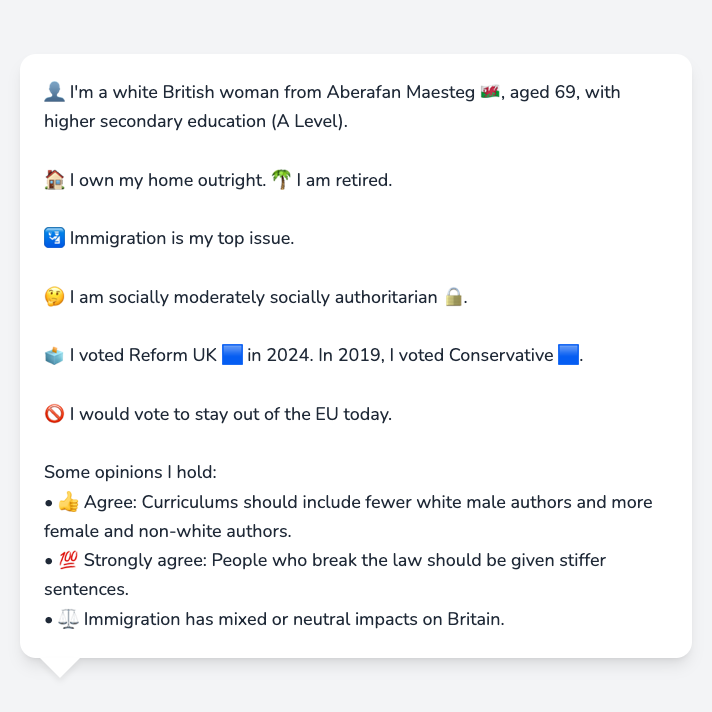 👤 I'm a white British woman from Aberafan Maesteg 🏴󠁧󠁢󠁷󠁬󠁳󠁿, aged 69, with
higher secondary education (A Level).
🏠 I own my home outright. 🌴 I am retired.
🛂 Immigration is my top issue.
🤔 I am socially moderately socially authoritarian 🔒.
🗳️ I voted Reform UK 🟦 in 2024. In 2019, I voted Conservative 🟦.
🚫 I would vote to stay out of the EU today.
Some opinions I hold:
• 👍 Agree: Curriculums should include fewer white male authors and more
female and non-white authors.
• 💯 Strongly agree: People who break the law should be given stiffer
sentences.
• ⚖️ Immigration has mixed or neutral impacts on Britain.